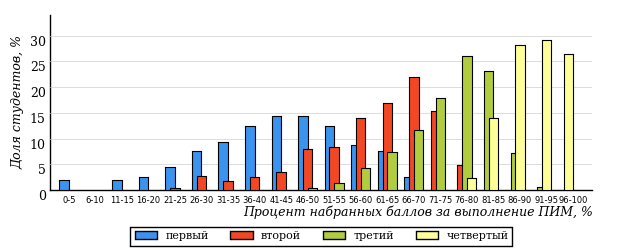 Доля студентов, %
30
25
20
15
10
5
0
0-5 6-10 11-15 16-20 21-25 26-30 31-35 36-40 41-45 46-50 51-55 56-60 61-65 66-70 71-75 76-80 81-85 86-90 91-95 96-100
Процент набранных баллов за выполнение ПИМ, %
первый второй третий четвертый